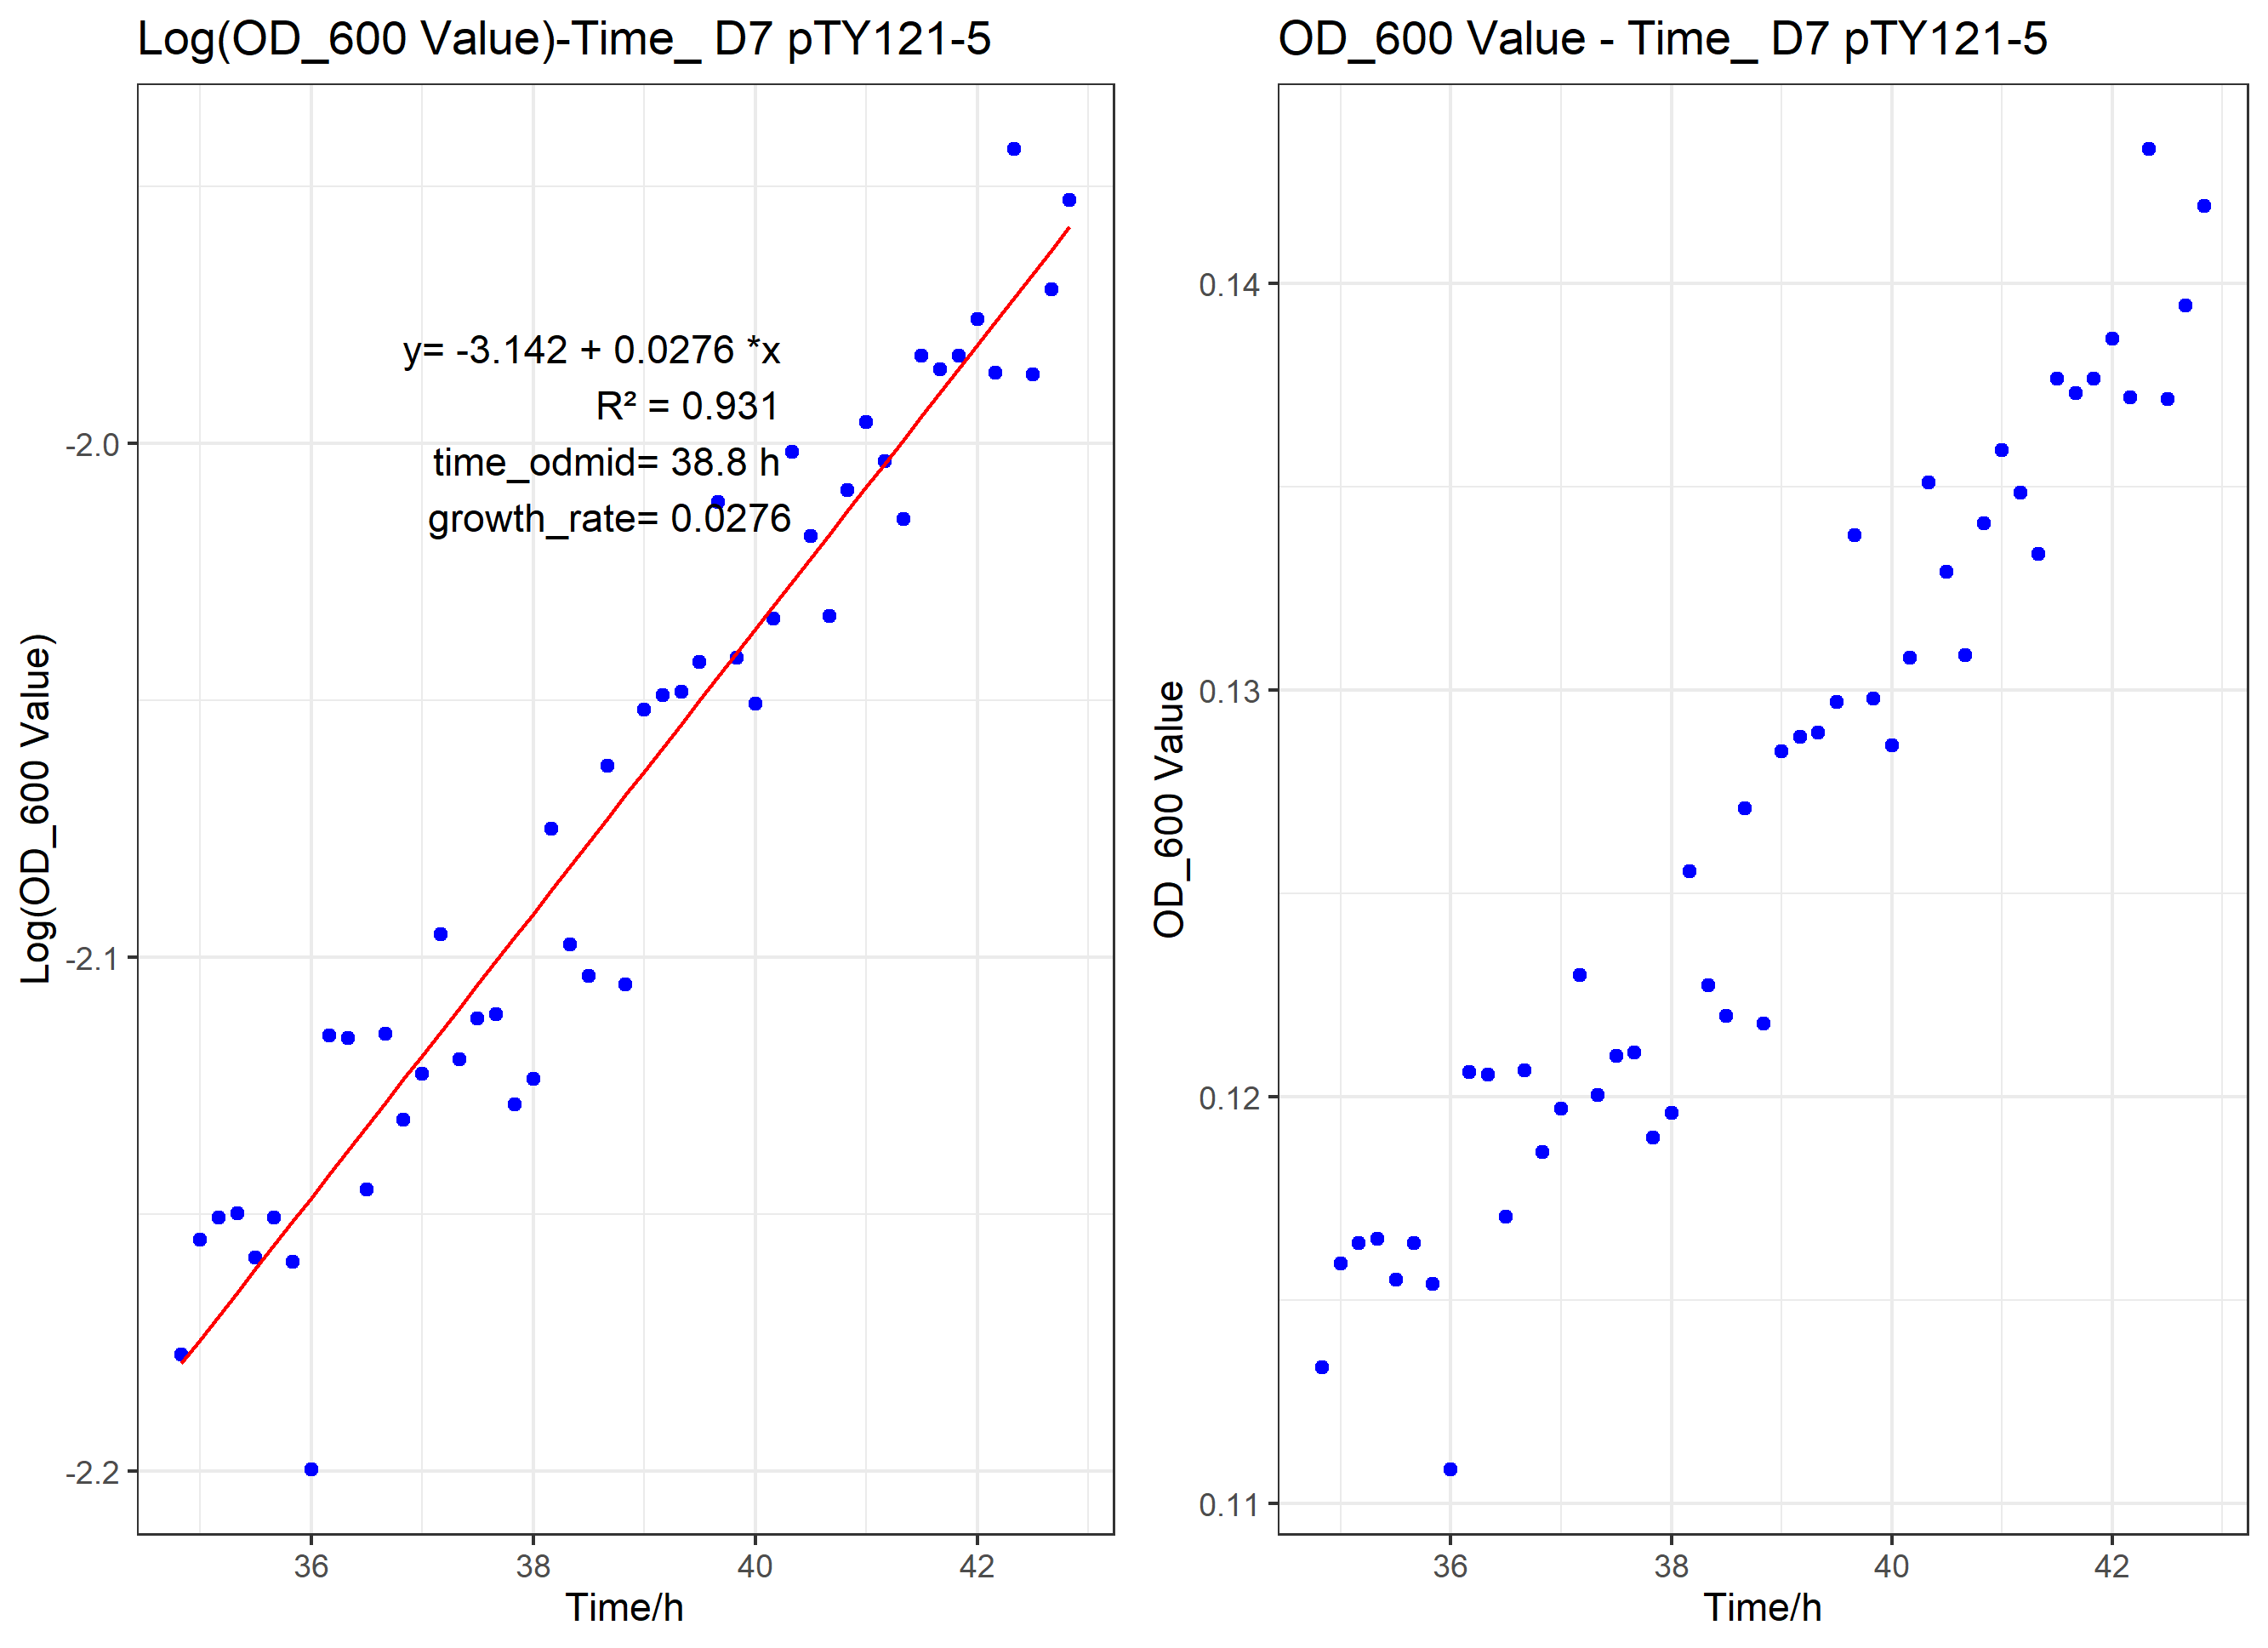 Log(OD_600 Value)-Time_ D7 pTY121-5
y= -3.142 + 0.0276 *x
R² = 0.931
time_odmid= 38.8 h
growth_rate= 0.0276
Log(OD_600 Value)
-2.0
-2.1
-2.2
36 38 40 42
Time/h
OD_600 Value - Time_ D7 pTY121-5
OD_600 Value
0.14
0.13
0.12
0.11
36 38 40 42
Time/h